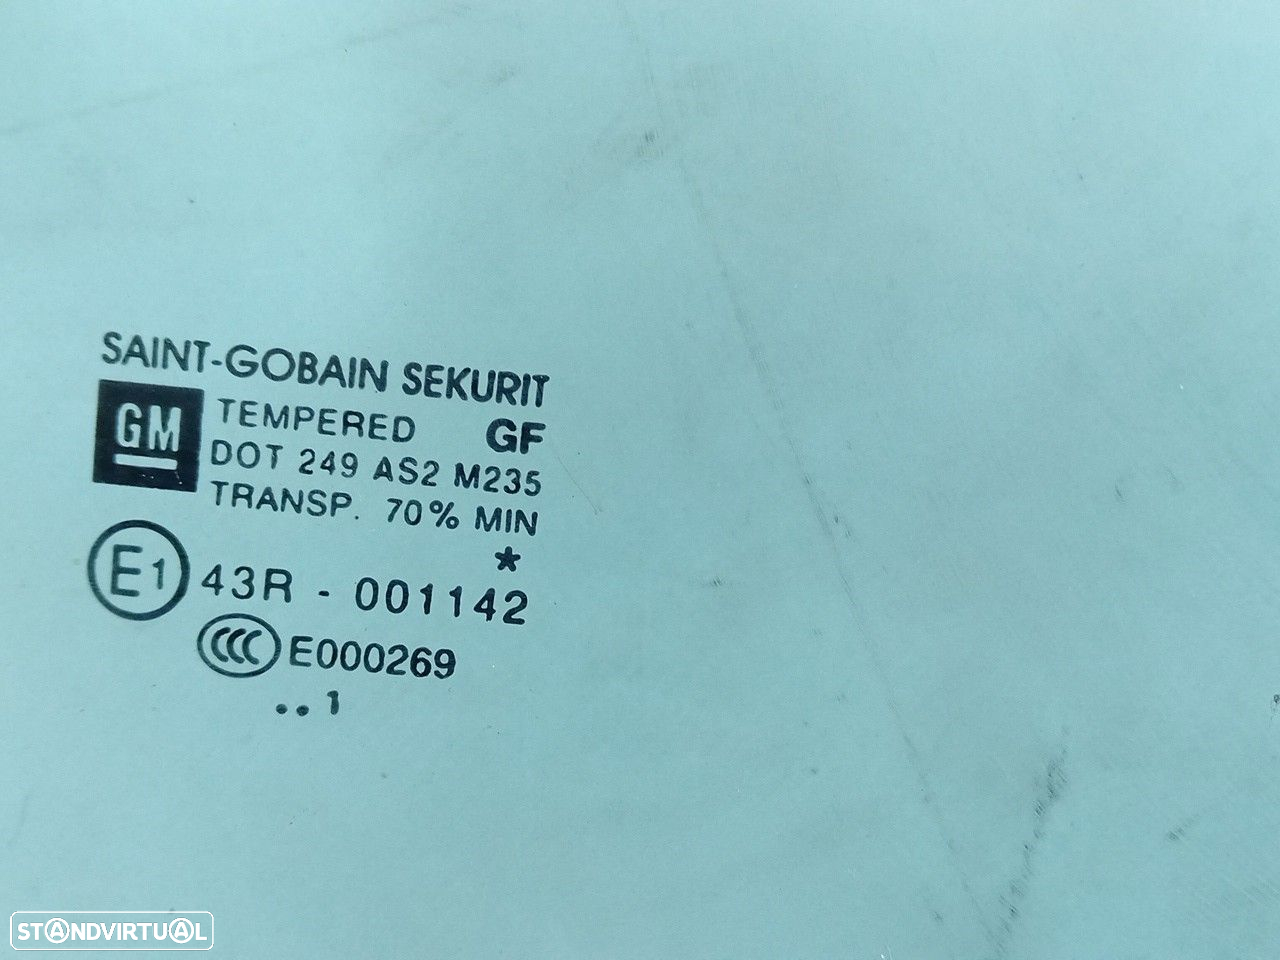 SAINT-GOBAIN SEKURIT
GM
TEMPERED GF
DOT 249 AS2 M235
TRANSP. 70% MIN
*
E1 43R - 001142
CCC E000269
..1
STANDVIRTUAL